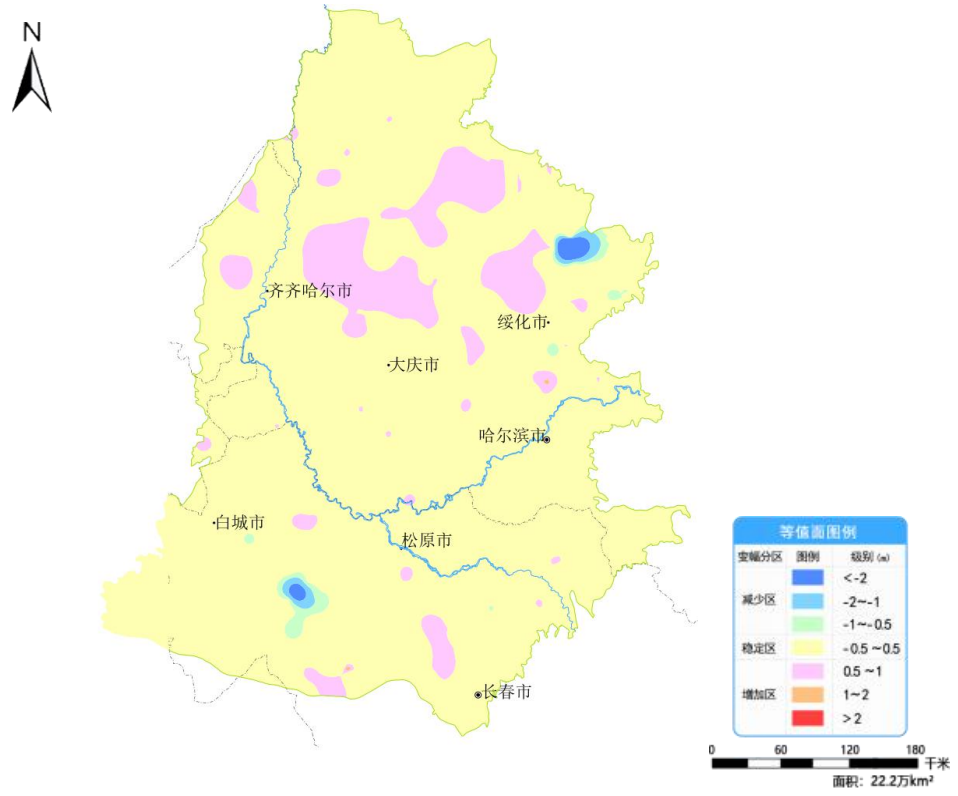 N
齐齐哈尔市
绥化市
大庆市
哈尔滨市
白城市
松原市
长春市
等值面图例
变幅分区 图例 级别 (m)
减少区
<-2
-2~-1
-1~-0.5
稳定区 -0.5~0.5
增加区
0.5~1
1~2
>2
0 60 120 180 千米
面积：22.2万km²